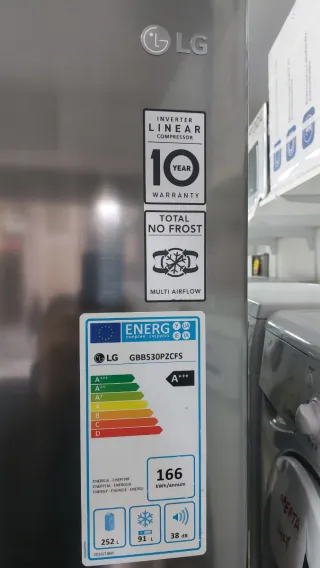 LG
INVERTER
LINEAR
COMPRESSOR
10 YEAR
WARRANTY
TOTAL
NO FROST
MULTI AIRFLOW
ENERG
LG GBB530PZCFS
A+++
A++
A+
A
B
C
D
A+++
166
kWh/annum
252 L
91 L
38 dB